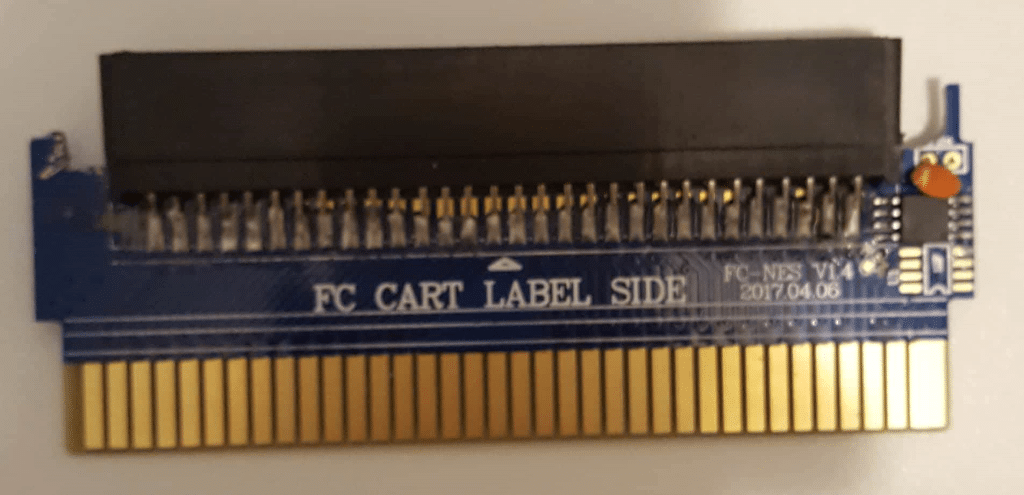 FC CART LABEL SIDE
FC-NES V1.4
2017.04.06